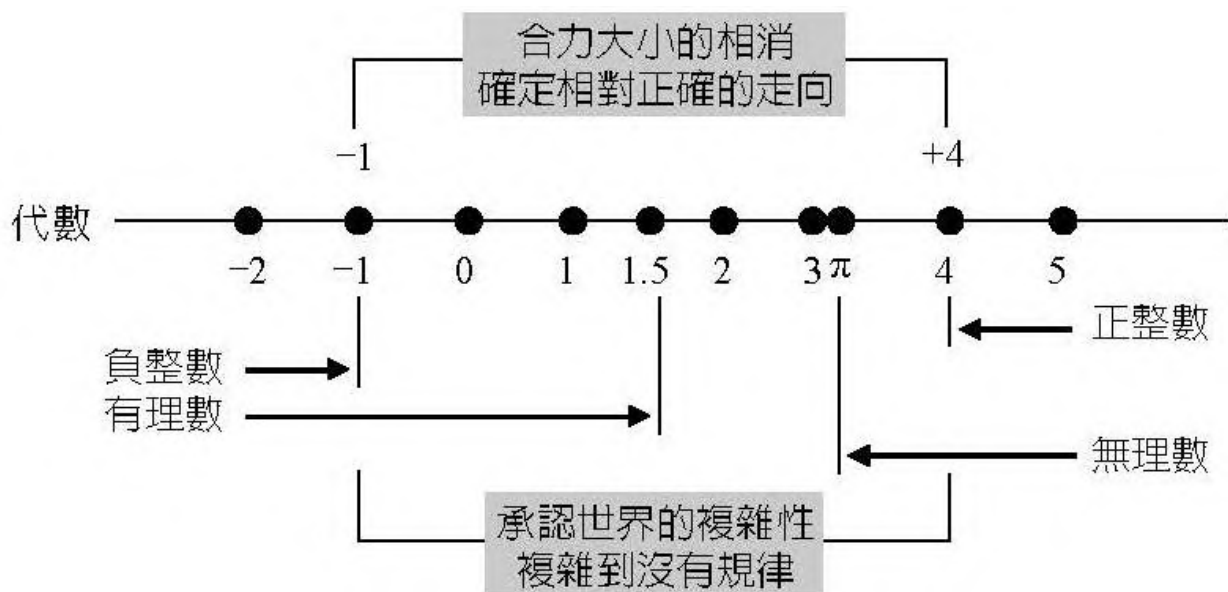 合力大小的相消
確定相對正確的走向
−1 +4
代數
−2 −1 0 1 1.5 2 3 π 4 5
正整數
負整數
有理數
無理數
承認世界的複雜性
複雜到沒有規律